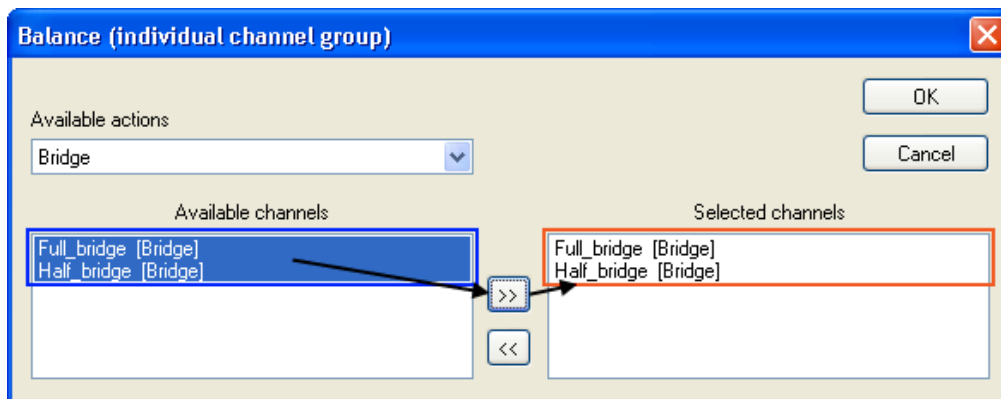 Balance (individual channel group)
OK
Available actions
Bridge
Cancel
Available channels
Selected channels
Full_bridge [Bridge]
Half_bridge [Bridge]
Full_bridge [Bridge]
Half_bridge [Bridge]
>>
<<